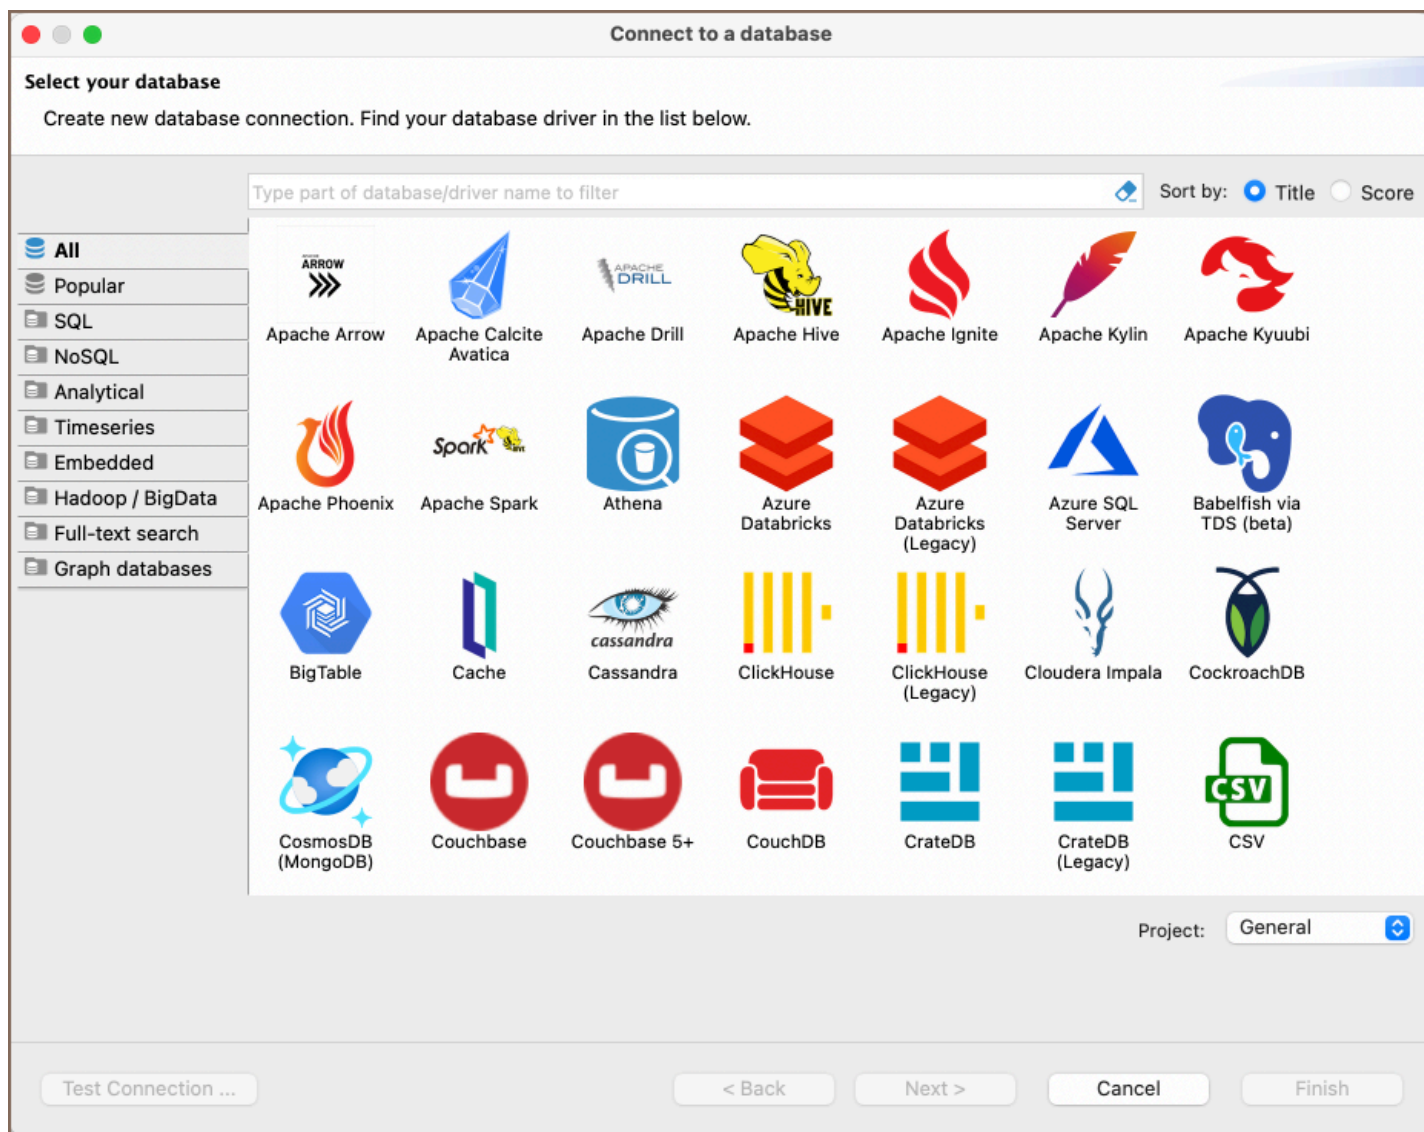 Connect to a database
Select your database
Create new database connection. Find your database driver in the list below.
Type part of database/driver name to filter
Sort by: Title Score
All
Popular
SQL
NoSQL
Analytical
Timeseries
Embedded
Hadoop / BigData
Full-text search
Graph databases
ARROW
APACHE
DRILL
HIVE
Apache Arrow Apache Calcite Apache Drill Apache Hive Apache Ignite Apache Kylin Apache Kyuubi
Avatica
Spark
Apache Phoenix Apache Spark Athena Azure Azure Azure SQL Babelfish via
Databricks Databricks Server TDS (beta)
(Legacy)
cassandra
BigTable Cache Cassandra ClickHouse ClickHouse Cloudera Impala CockroachDB
(Legacy)
CSV
CosmosDB Couchbase Couchbase 5+ CouchDB CrateDB CrateDB CSV
(MongoDB) (Legacy)
Project: General
Test Connection ... < Back Next > Cancel Finish